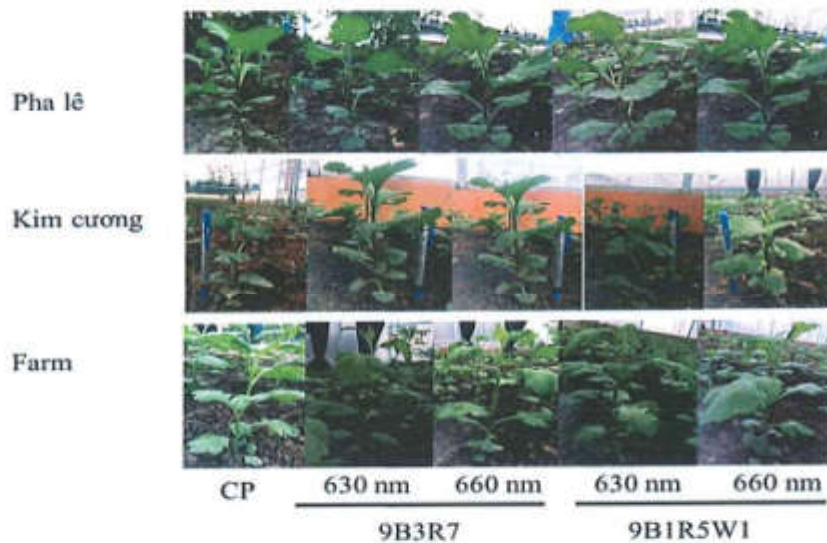 Pha lê
Kim cương
Farm
CP 630 nm 660 nm 630 nm 660 nm
9B3R7 9B1R5W1